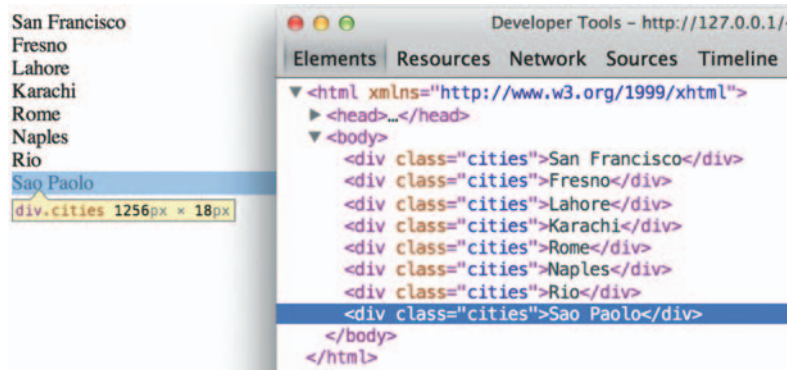 San Francisco
Fresno
Lahore
Karachi
Rome
Naples
Rio
Sao Paolo
div.cities 1256px × 18px
Developer Tools – http://127.0.0.1/
Elements Resources Network Sources Timeline
▼<html xmlns="http://www.w3.org/1999/xhtml">
▶<head>…</head>
▼<body>
<div class="cities">San Francisco</div>
<div class="cities">Fresno</div>
<div class="cities">Lahore</div>
<div class="cities">Karachi</div>
<div class="cities">Rome</div>
<div class="cities">Naples</div>
<div class="cities">Rio</div>
<div class="cities">Sao Paolo</div>
</body>
</html>